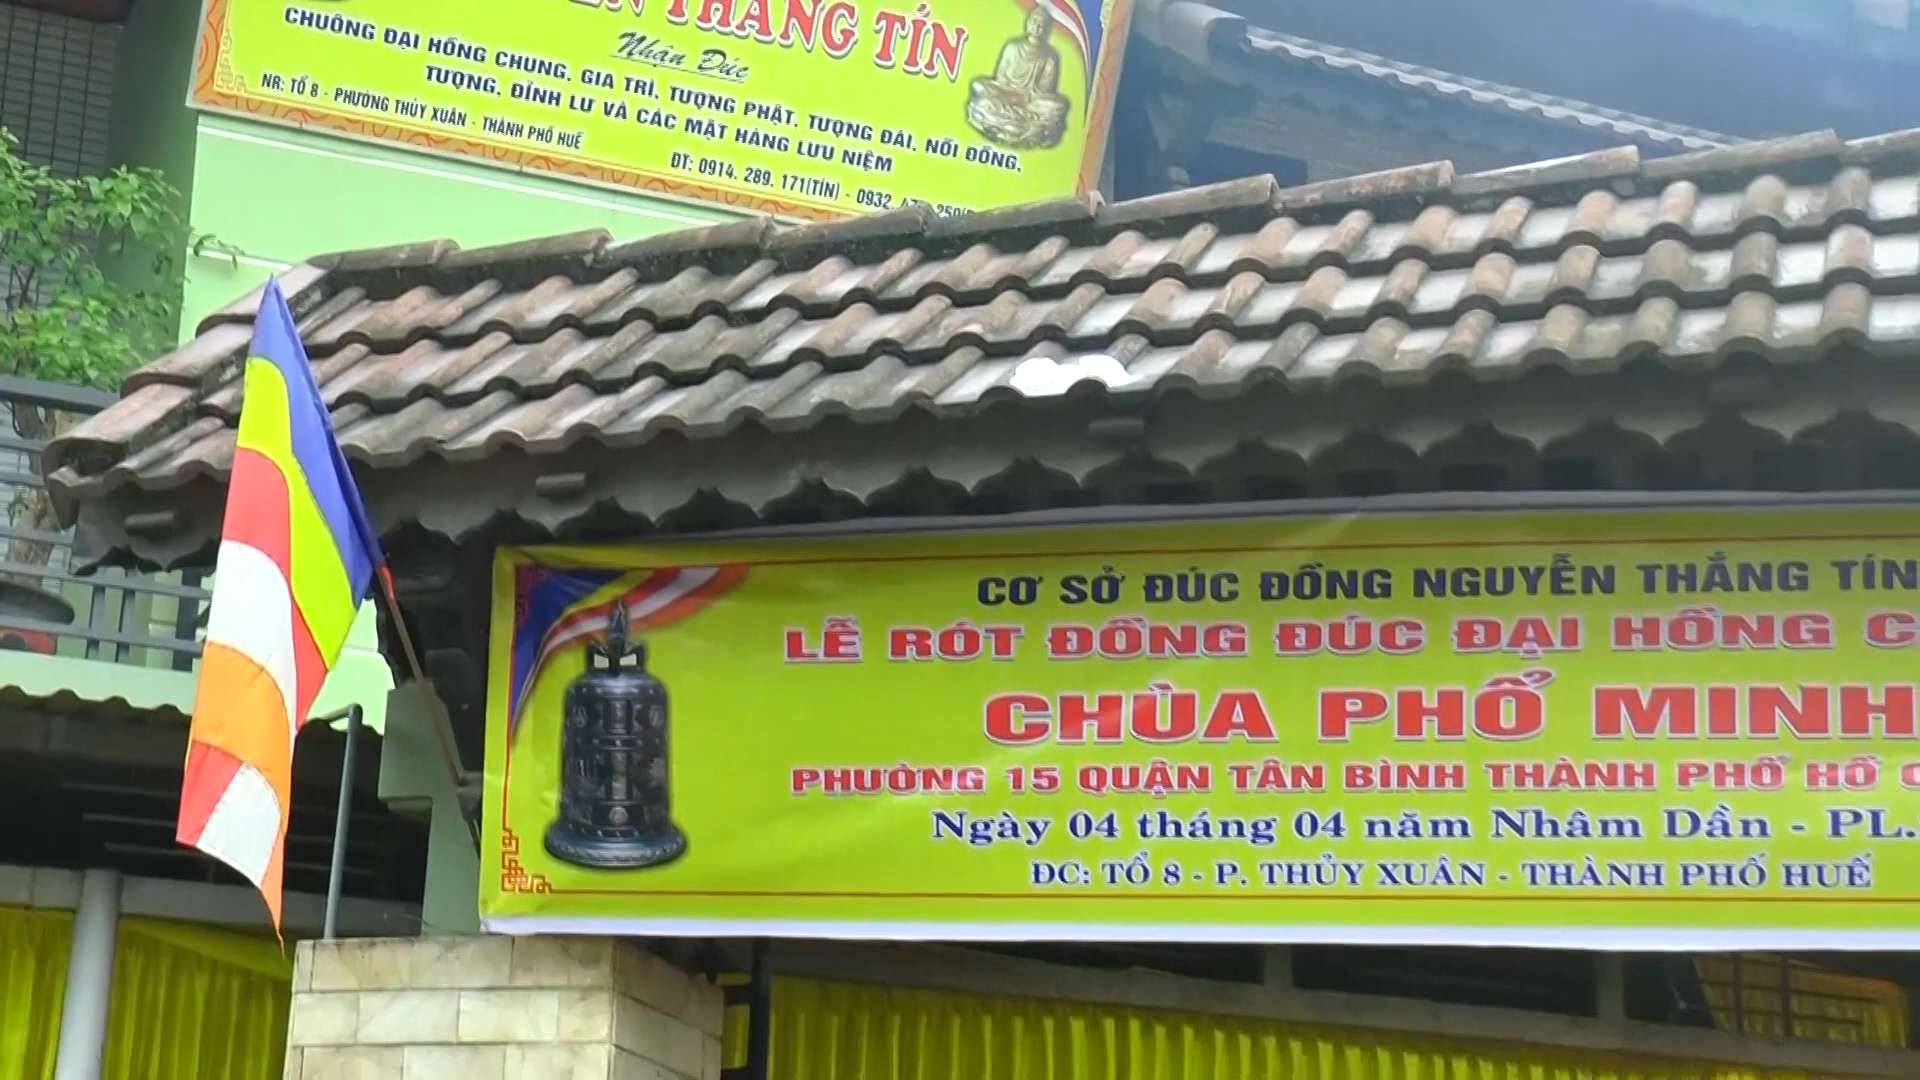 THẮNG TÍN
Nhận Đúc
CHUÔNG ĐẠI HỒNG CHUNG, GIA TRÌ, TƯỢNG PHẬT, TƯỢNG ĐÀI, NỒI ĐỒNG,
TƯỢNG, ĐỈNH LƯ VÀ CÁC MẶT HÀNG LƯU NIỆM
NR: TỔ 8 - PHƯỜNG THỦY XUÂN - THÀNH PHỐ HUẾ
ĐT: 0914. 289. 171(TÍN) - 0932.
CƠ SỞ ĐÚC ĐỒNG NGUYỄN THẮNG TÍN
LỄ RÓT ĐỒNG ĐÚC ĐẠI HỒNG C
CHÙA PHỔ MINH
PHƯỜNG 15 QUẬN TÂN BÌNH THÀNH PHỐ HỒ
Ngày 04 tháng 04 năm Nhâm Dần - PL.
ĐC: TỔ 8 - P. THỦY XUÂN - THÀNH PHỐ HUẾ